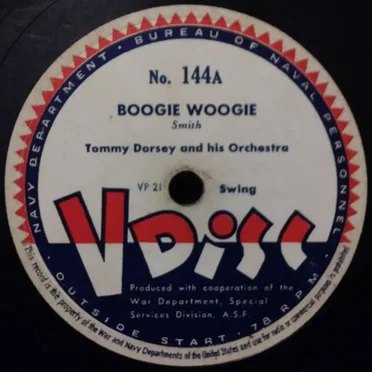 NAVY DEPARTMENT · BUREAU OF NAVAL PERSONNEL
No. 144A
BOOGIE WOOGIE
Smith
Tommy Dorsey and his Orchestra
VP 21
Swing
V Disc
Produced with cooperation of the
War Department, Special
Services Division, A.S.F.
· OUTSIDE START · 78 RPM ·
This record is the property of the War and Navy Departments of the United States and use for radio or commercial purposes is prohibited